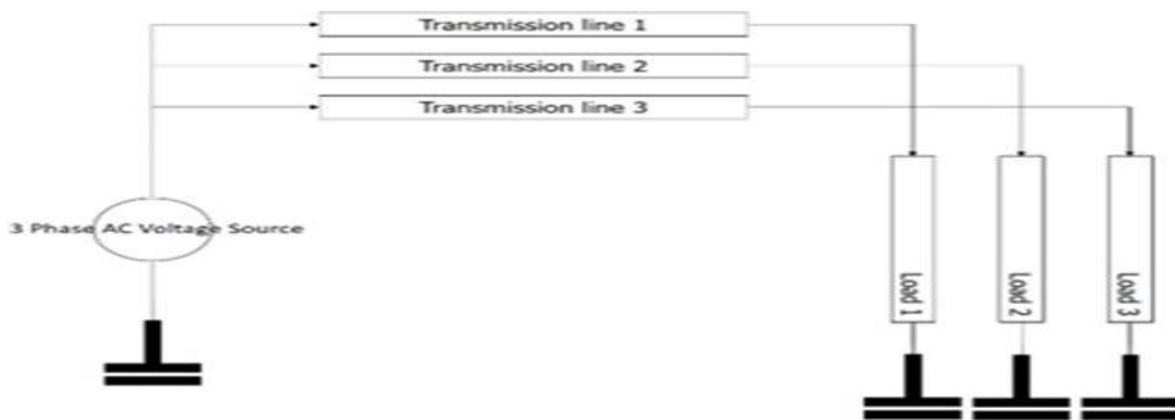 Transmission line 1
Transmission line 2
Transmission line 3
3 Phase AC Voltage Source
Load 1
Load 2
Load 3